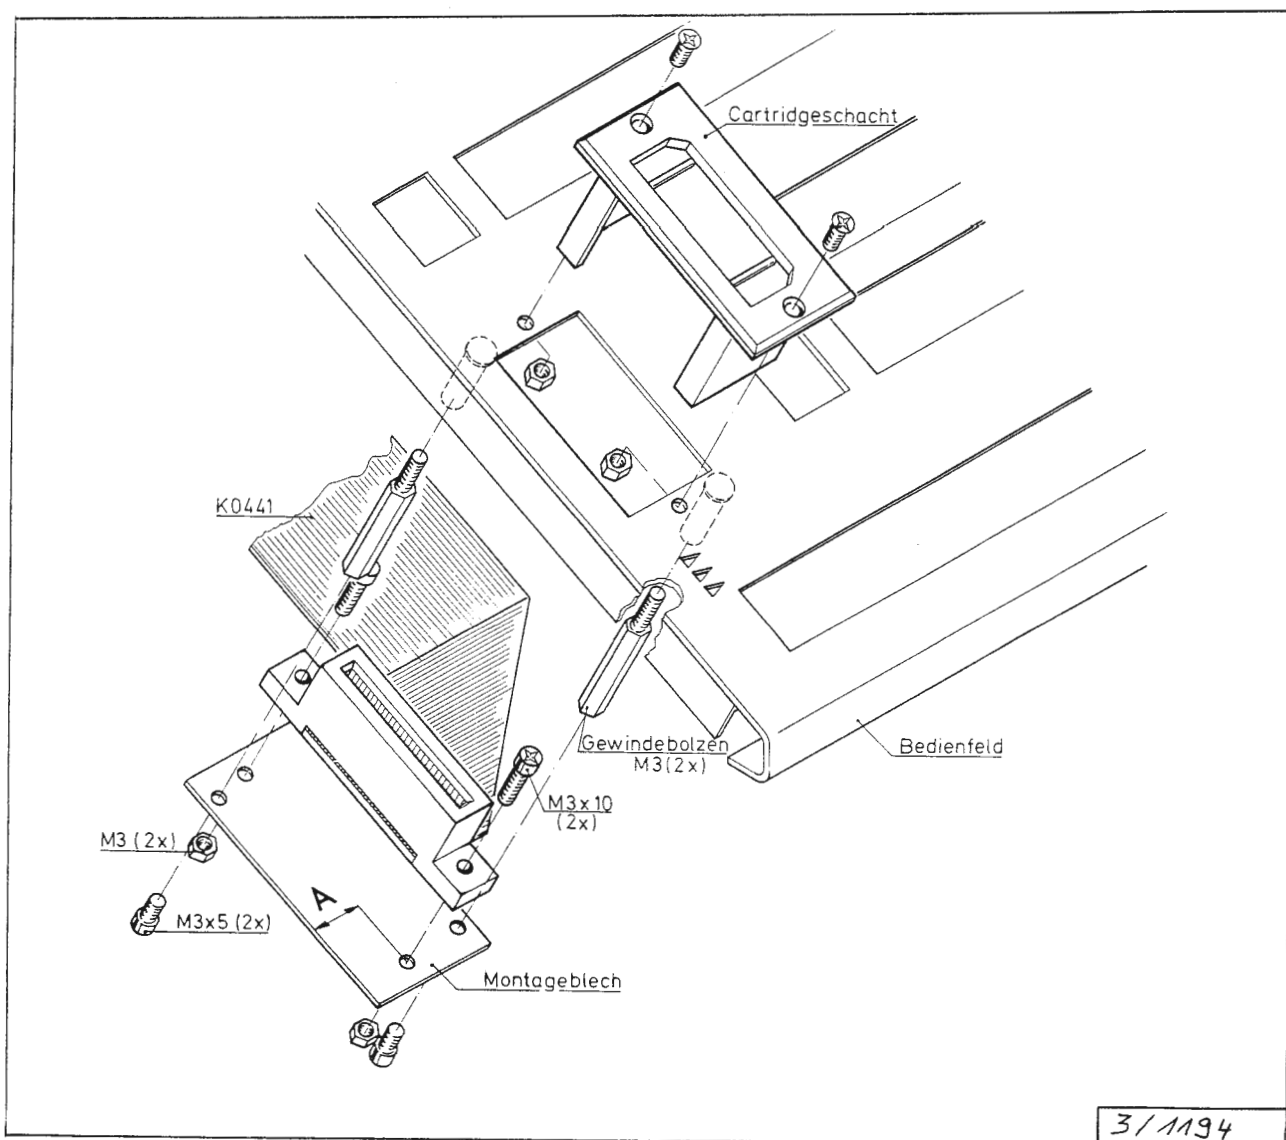 Cartridgeschacht
K0441
Gewindebolzen
M3(2x)
Bedienfeld
M3x10
(2x)
M3 (2x)
A
M3x5 (2x)
Montageblech
3/1194